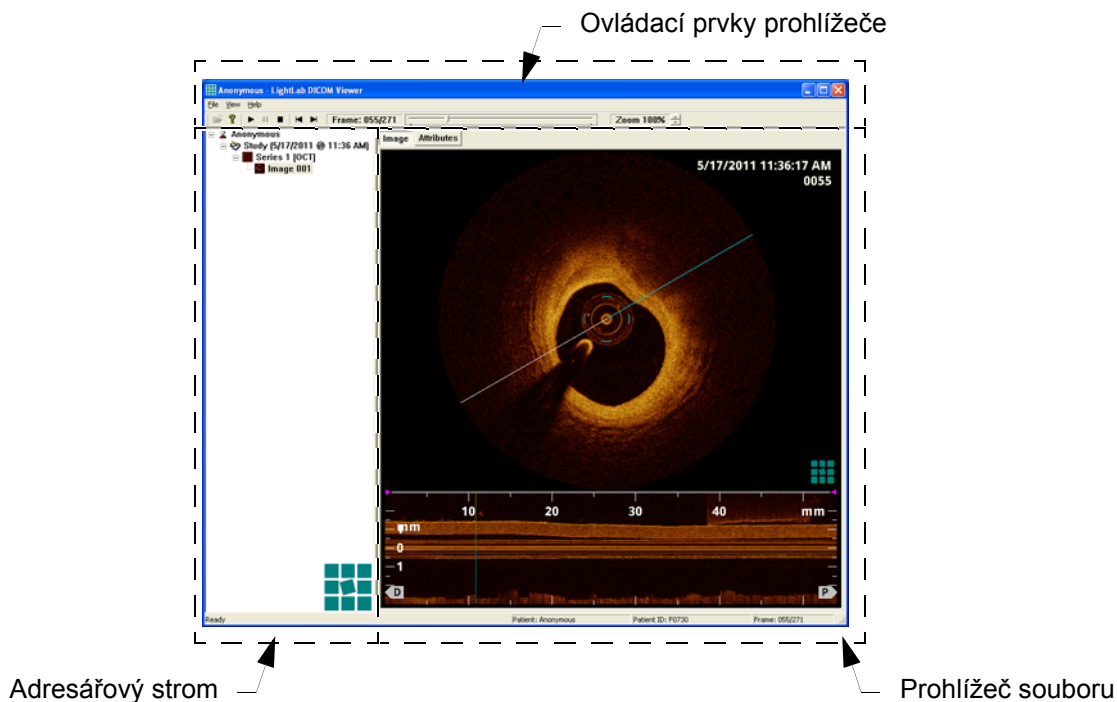 Ovládací prvky prohlížeče
Anonymous - LightLab DICOM Viewer
File View Help
Frame: 055/271 Zoom 100%
Anonymous
Study (5/17/2011 @ 11:36 AM)
Series 1 [OCT]
Image 001
Image Attributes
5/17/2011 11:36:17 AM
0055
10 20 30 40 mm
mm
0
1
D P
Ready Patient: Anonymous Patient ID: F0730 Frame: 055/271
Adresářový strom Prohlížeč souboru